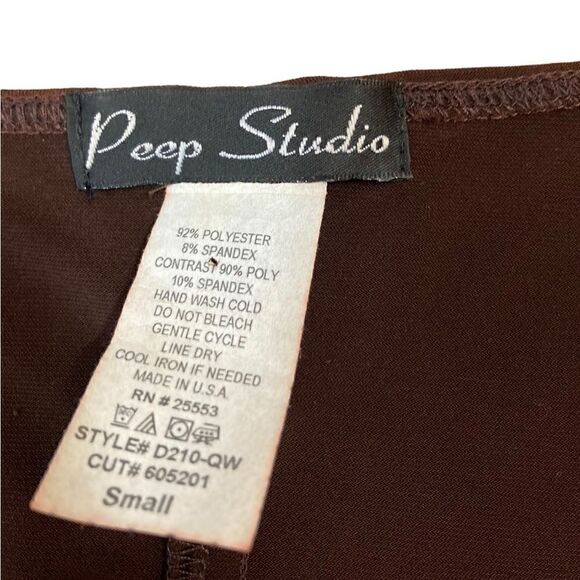 Peep Studio
92% POLYESTER
8% SPANDEX
CONTRAST 90% POLY
10% SPANDEX
HAND WASH COLD
DO NOT BLEACH
GENTLE CYCLE
LINE DRY
COOL IRON IF NEEDED
MADE IN U.S.A
RN # 25553
STYLE# D210-QW
CUT# 605201
Small